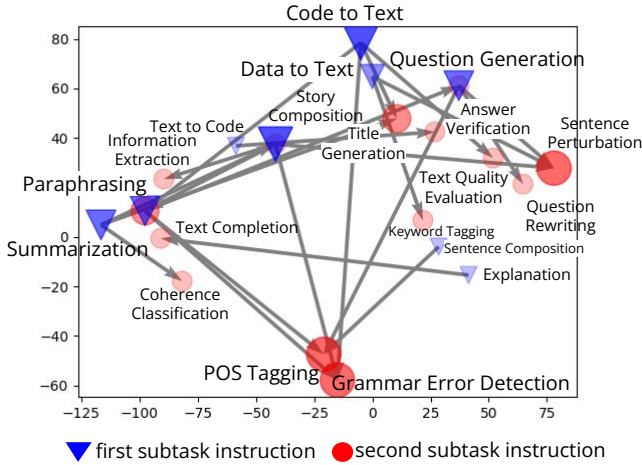 Code to Text
80
Question Generation
Data to Text
60
Story
Composition
Answer
Verification
Sentence
Perturbation
Text to Code
Title
Generation
40
Information
Extraction
20
Paraphrasing
Text Quality
Evaluation
Question
Rewriting
Text Completion
Keyword Tagging
0
Summarization
Sentence Composition
Explanation
Coherence
Classification
−20
−40
POS Tagging
Grammar Error Detection
−60
−125 −100 −75 −50 −25 0 25 50 75
first subtask instruction second subtask instruction